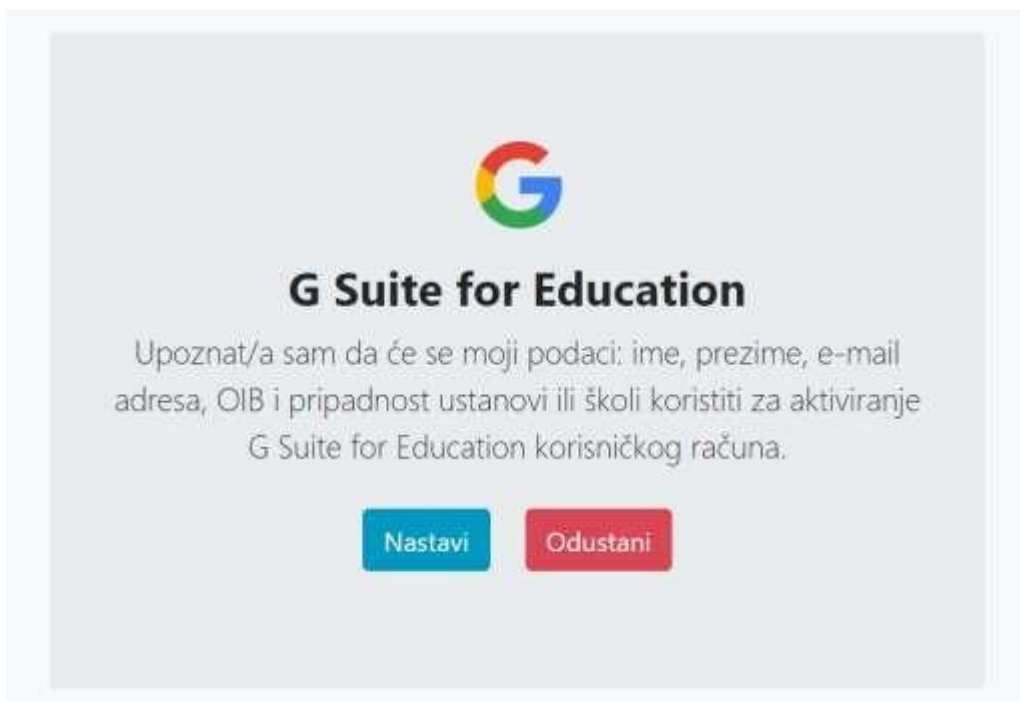 G Suite for Education
Upoznat/a sam da će se moji podaci: ime, prezime, e-mail
adresa, OIB i pripadnost ustanovi ili školi koristiti za aktiviranje
G Suite for Education korisničkog računa.
Nastavi Odustani